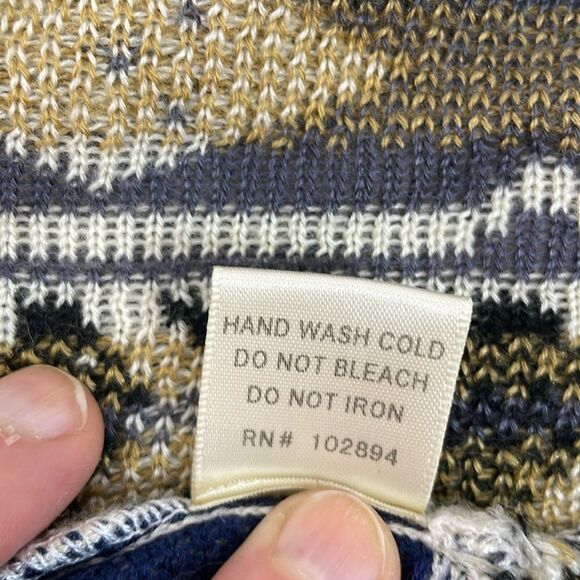 HAND WASH COLD
DO NOT BLEACH
DO NOT IRON
RN# 102894